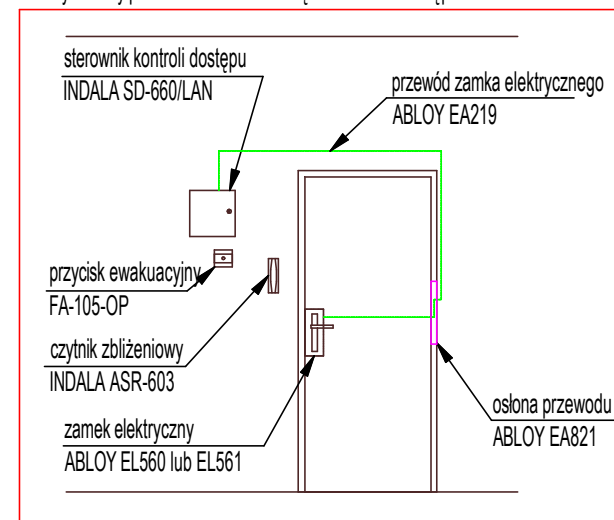 sterownik kontroli dostępu
INDALA SD-660/LAN
przewód zamka elektrycznego
ABLOY EA219
przycisk ewakuacyjny
FA-105-OP
czytnik zbliżeniowy
INDALA ASR-603
zamek elektryczny
ABLOY EL560 lub EL561
osłona przewodu
ABLOY EA821